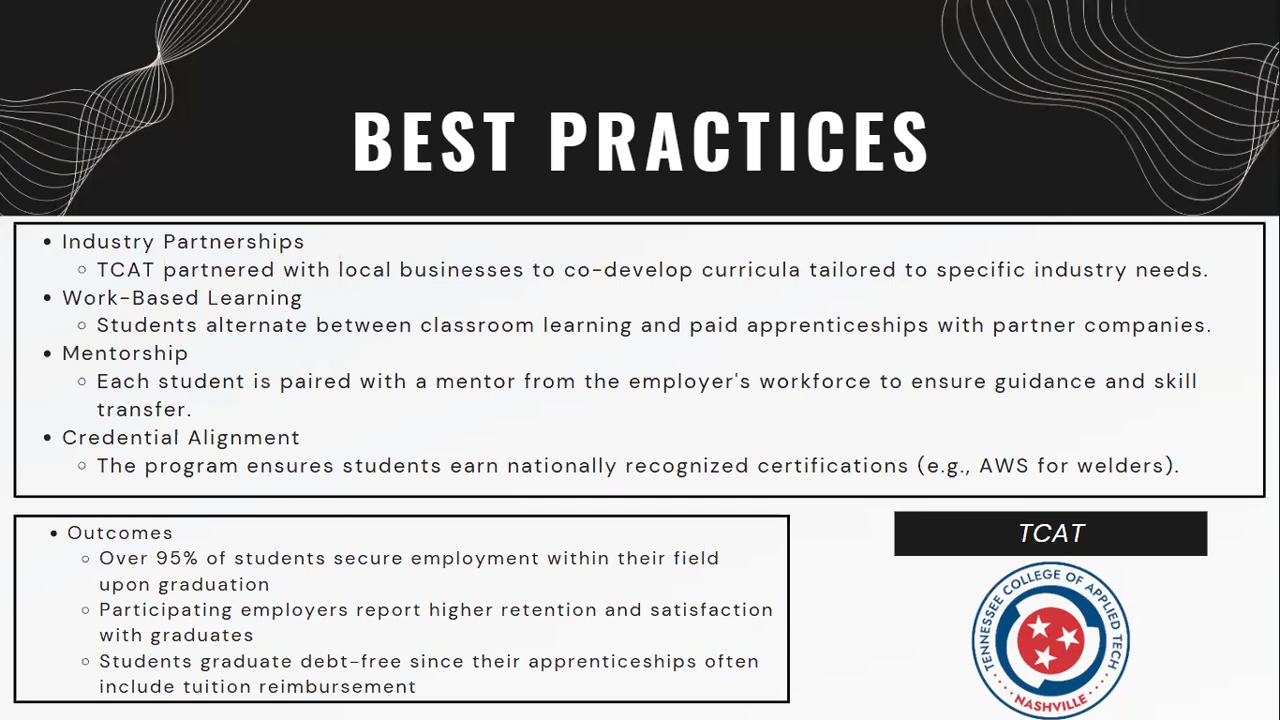 BEST PRACTICES
• Industry Partnerships
○ TCAT partnered with local businesses to co-develop curricula tailored to specific industry needs.
• Work-Based Learning
○ Students alternate between classroom learning and paid apprenticeships with partner companies.
• Mentorship
○ Each student is paired with a mentor from the employer's workforce to ensure guidance and skill
transfer.
• Credential Alignment
○ The program ensures students earn nationally recognized certifications (e.g., AWS for welders).
• Outcomes
○ Over 95% of students secure employment within their field
upon graduation
○ Participating employers report higher retention and satisfaction
with graduates
○ Students graduate debt-free since their apprenticeships often
include tuition reimbursement
TCAT
TENNESSEE COLLEGE OF APPLIED TECH
NASHVILLE